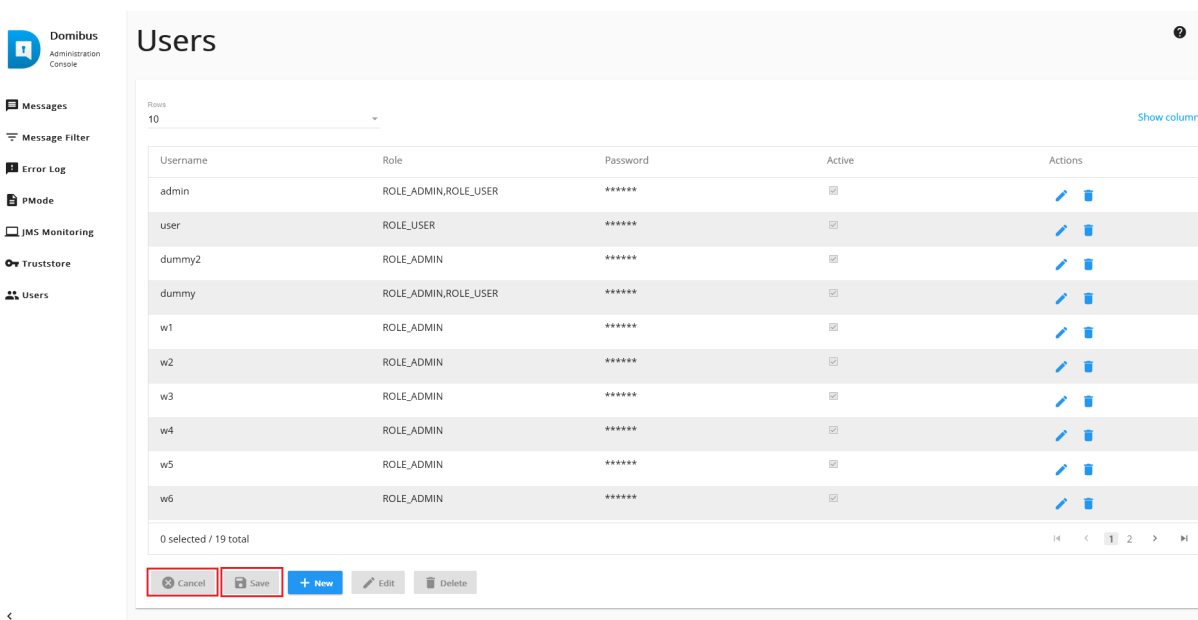 Domibus
Administration
Console
Users
Messages
Message Filter
Error Log
PMode
JMS Monitoring
Truststore
Users
Rows
10
Show column
Username Role Password Active Actions
admin ROLE_ADMIN,ROLE_USER ******
user ROLE_USER ******
dummy2 ROLE_ADMIN ******
dummy ROLE_ADMIN,ROLE_USER ******
w1 ROLE_ADMIN ******
w2 ROLE_ADMIN ******
w3 ROLE_ADMIN ******
w4 ROLE_ADMIN ******
w5 ROLE_ADMIN ******
w6 ROLE_ADMIN ******
0 selected / 19 total 1 2
Cancel Save + New Edit Delete